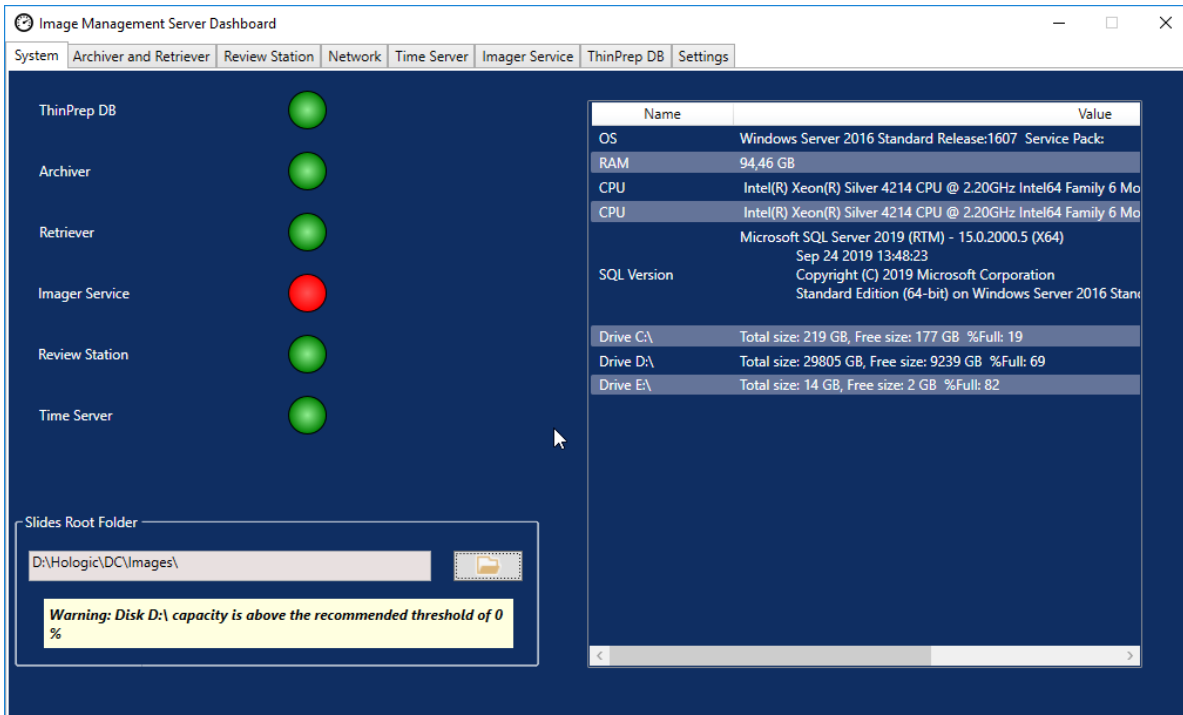 Image Management Server Dashboard
System Archiver and Retriever Review Station Network Time Server Imager Service ThinPrep DB Settings
ThinPrep DB
Archiver
Retriever
Imager Service
Review Station
Time Server
Slides Root Folder
D:\Hologic\DC\Images\
Warning: Disk D:\ capacity is above the recommended threshold of 0
%
Name Value
OS Windows Server 2016 Standard Release:1607 Service Pack:
RAM 94,46 GB
CPU Intel(R) Xeon(R) Silver 4214 CPU @ 2.20GHz Intel64 Family 6 Mo
CPU Intel(R) Xeon(R) Silver 4214 CPU @ 2.20GHz Intel64 Family 6 Mo
Microsoft SQL Server 2019 (RTM) - 15.0.2000.5 (X64)
Sep 24 2019 13:48:23
SQL Version Copyright (C) 2019 Microsoft Corporation
Standard Edition (64-bit) on Windows Server 2016 Stan
Drive C:\ Total size: 219 GB, Free size: 177 GB %Full: 19
Drive D:\ Total size: 29805 GB, Free size: 9239 GB %Full: 69
Drive E:\ Total size: 14 GB, Free size: 2 GB %Full: 82